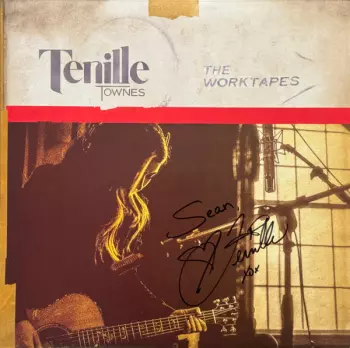 Tenille
TOWNES
THE
WORKTAPES
Sean,
Tenille
xox